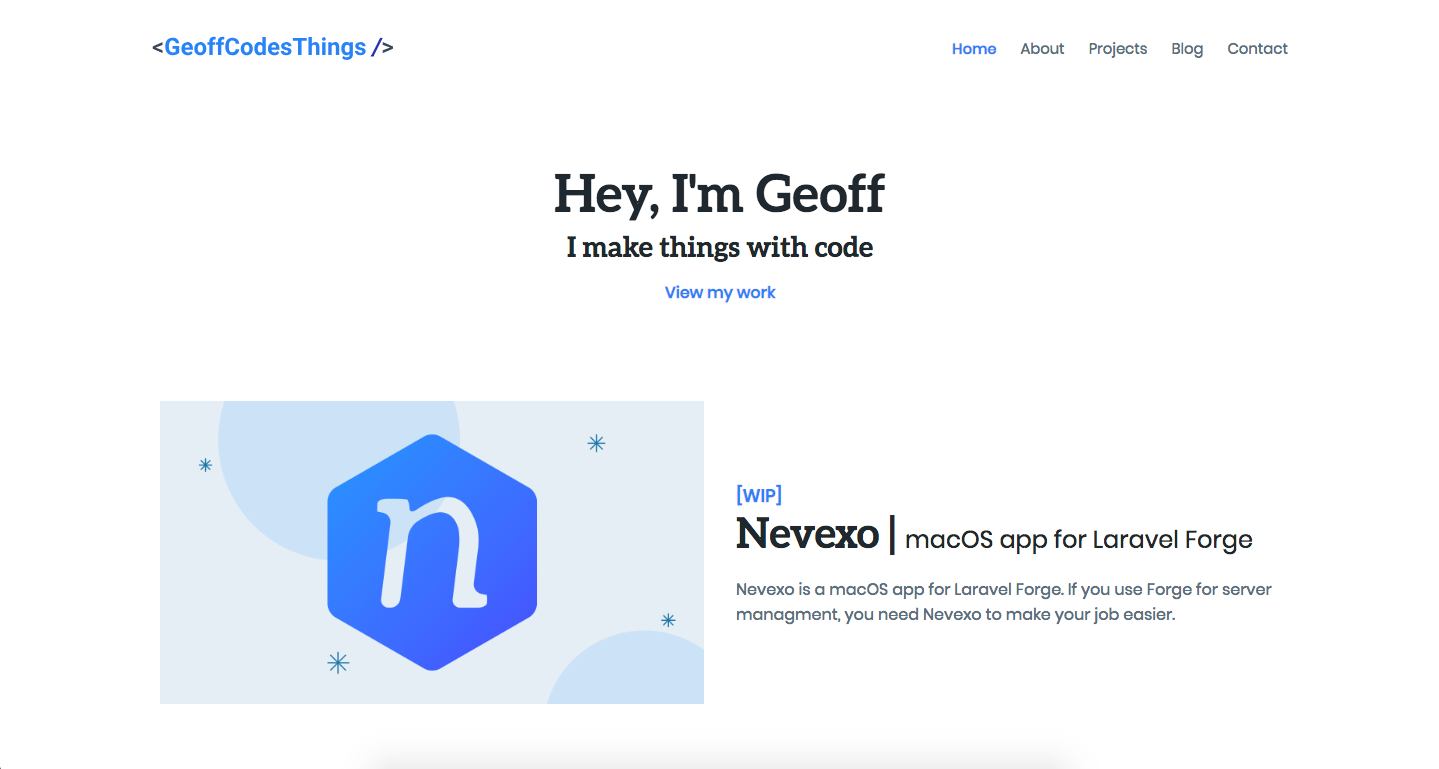 <GeoffCodesThings />
Home About Projects Blog Contact
Hey, I'm Geoff
I make things with code
View my work
n
[WIP]
Nevexo | macOS app for Laravel Forge
Nevexo is a macOS app for Laravel Forge. If you use Forge for server
managment, you need Nevexo to make your job easier.